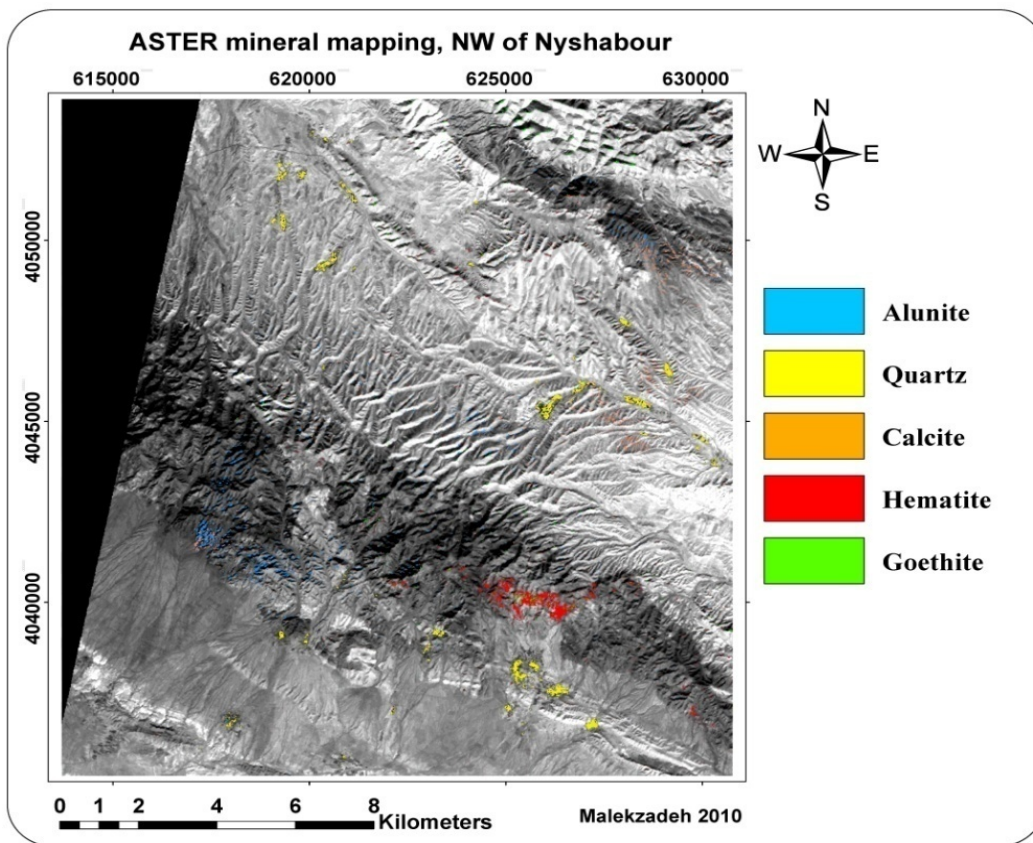 ASTER mineral mapping, NW of Nyshabour
615000 620000 625000 630000
4050000
4045000
4040000
N
W E
S
Alunite
Quartz
Calcite
Hematite
Goethite
0 1 2 4 6 8
Kilometers
Malekzadeh 2010